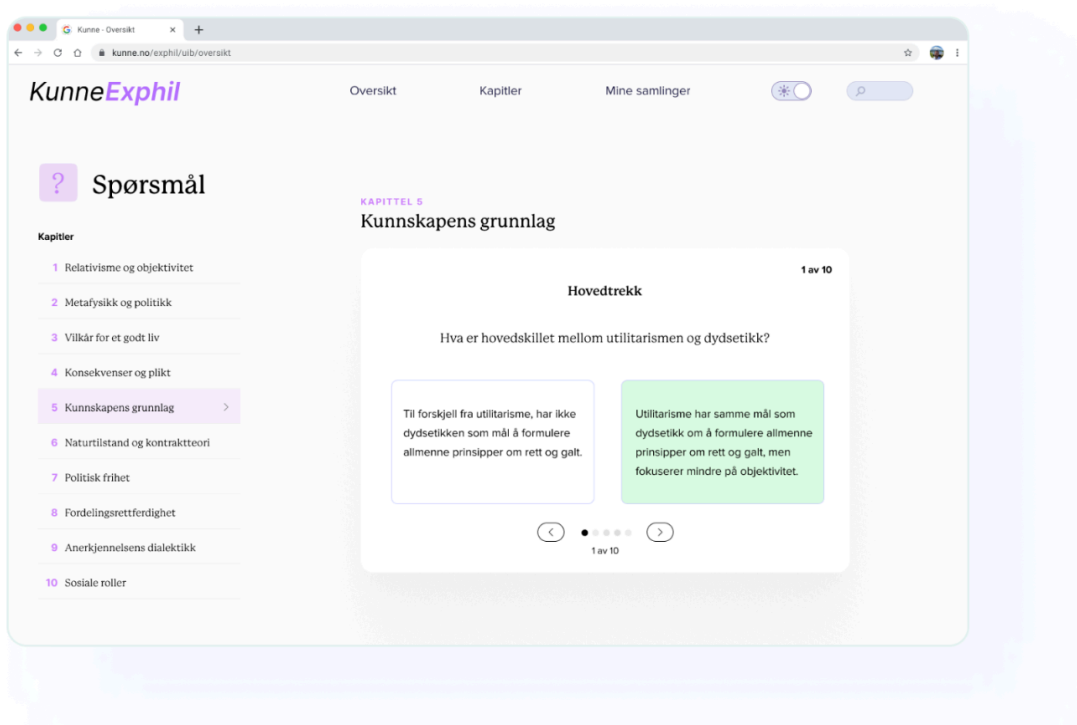 Kunne - Oversikt
kunne.no/exphil/uib/oversikt
KunneExphil
Oversikt
Kapitler
Mine samlinger
? Spørsmål
Kapitler
1 Relativisme og objektivitet
2 Metafysikk og politikk
3 Vilkår for et godt liv
4 Konsekvenser og plikt
5 Kunnskapens grunnlag
6 Naturtilstand og kontraktteori
7 Politisk frihet
8 Fordelingsrettferdighet
9 Anerkjennelsens dialektikk
10 Sosiale roller
KAPITTEL 5
Kunnskapens grunnlag
1 av 10
Hovedtrekk
Hva er hovedskillet mellom utilitarismen og dydsetikk?
Til forskjell fra utilitarisme, har ikke
dydsetikken som mål å formulere
allmenne prinsipper om rett og galt.
Utilitarisme har samme mål som
dydsetikk om å formulere allmenne
prinsipper om rett og galt, men
fokuserer mindre på objektivitet.
1 av 10